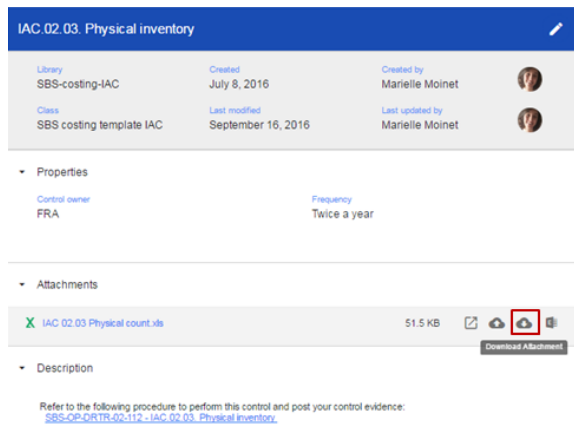 IAC.02.03. Physical inventory
Library Created Created by
SBS-costing-IAC July 8, 2016 Marielle Moinet
Class Last modified Last updated by
SBS costing template IAC September 16, 2016 Marielle Moinet
Properties
Control owner Frequency
FRA Twice a year
Attachments
X IAC 02.03 Physical count.xls 51.5 KB
Download Attachment
Description
Refer to the following procedure to perform this control and post your control evidence:
SBS-OP-DRTR-02-112 - IAC.02.03. Physical inventory.